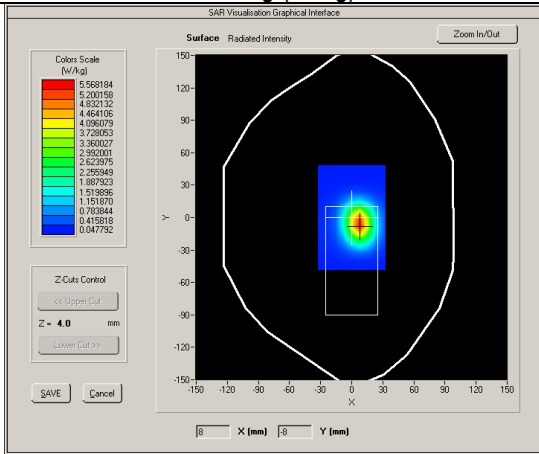 SAR Visualisation Graphical Interface
Surface Radiated Intensity
Zoom In/Out
Colors Scale
(W/kg)
5.568184
5.200158
4.832132
4.464106
4.096079
3.728053
3.360027
2.992001
2.623975
2.255949
1.887923
1.519896
1.151870
0.783844
0.415818
0.047792
150
120
90
60
30
0
-30
-60
-90
-120
-150
Y
-150 -120 -90 -60 -30 0 30 60 90 120 150
X
Z-Cuts Control
<< Upper Cut
Z = 4.0 mm
Lower Cut >>
SAVE Cancel
8 X (mm) -8 Y (mm)